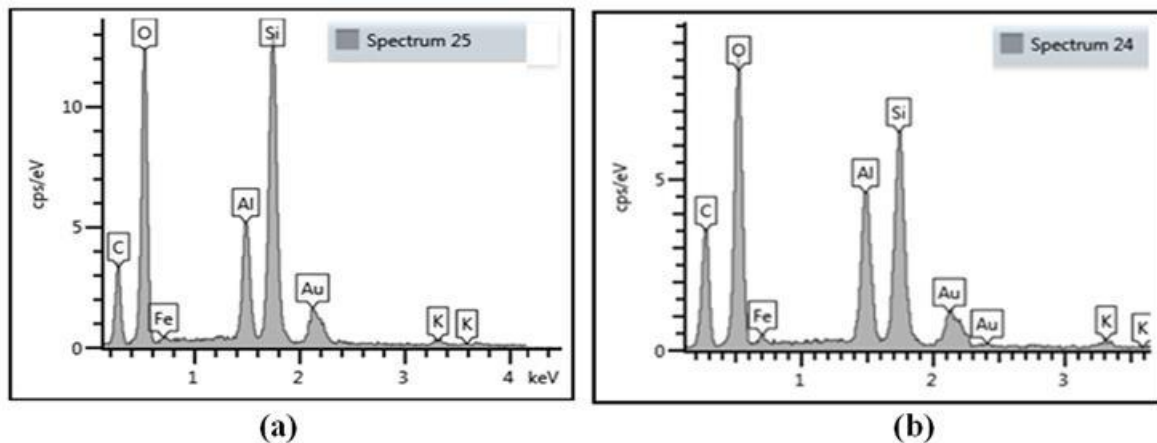 Spectrum 25
cps/eV
10
5
0
C
O
Fe
Al
Si
Au
K
K
1
2
3
4
keV
(a)
Spectrum 24
cps/eV
5
0
C
O
Fe
Al
Si
Au
Au
K
K
1
2
3
(b)